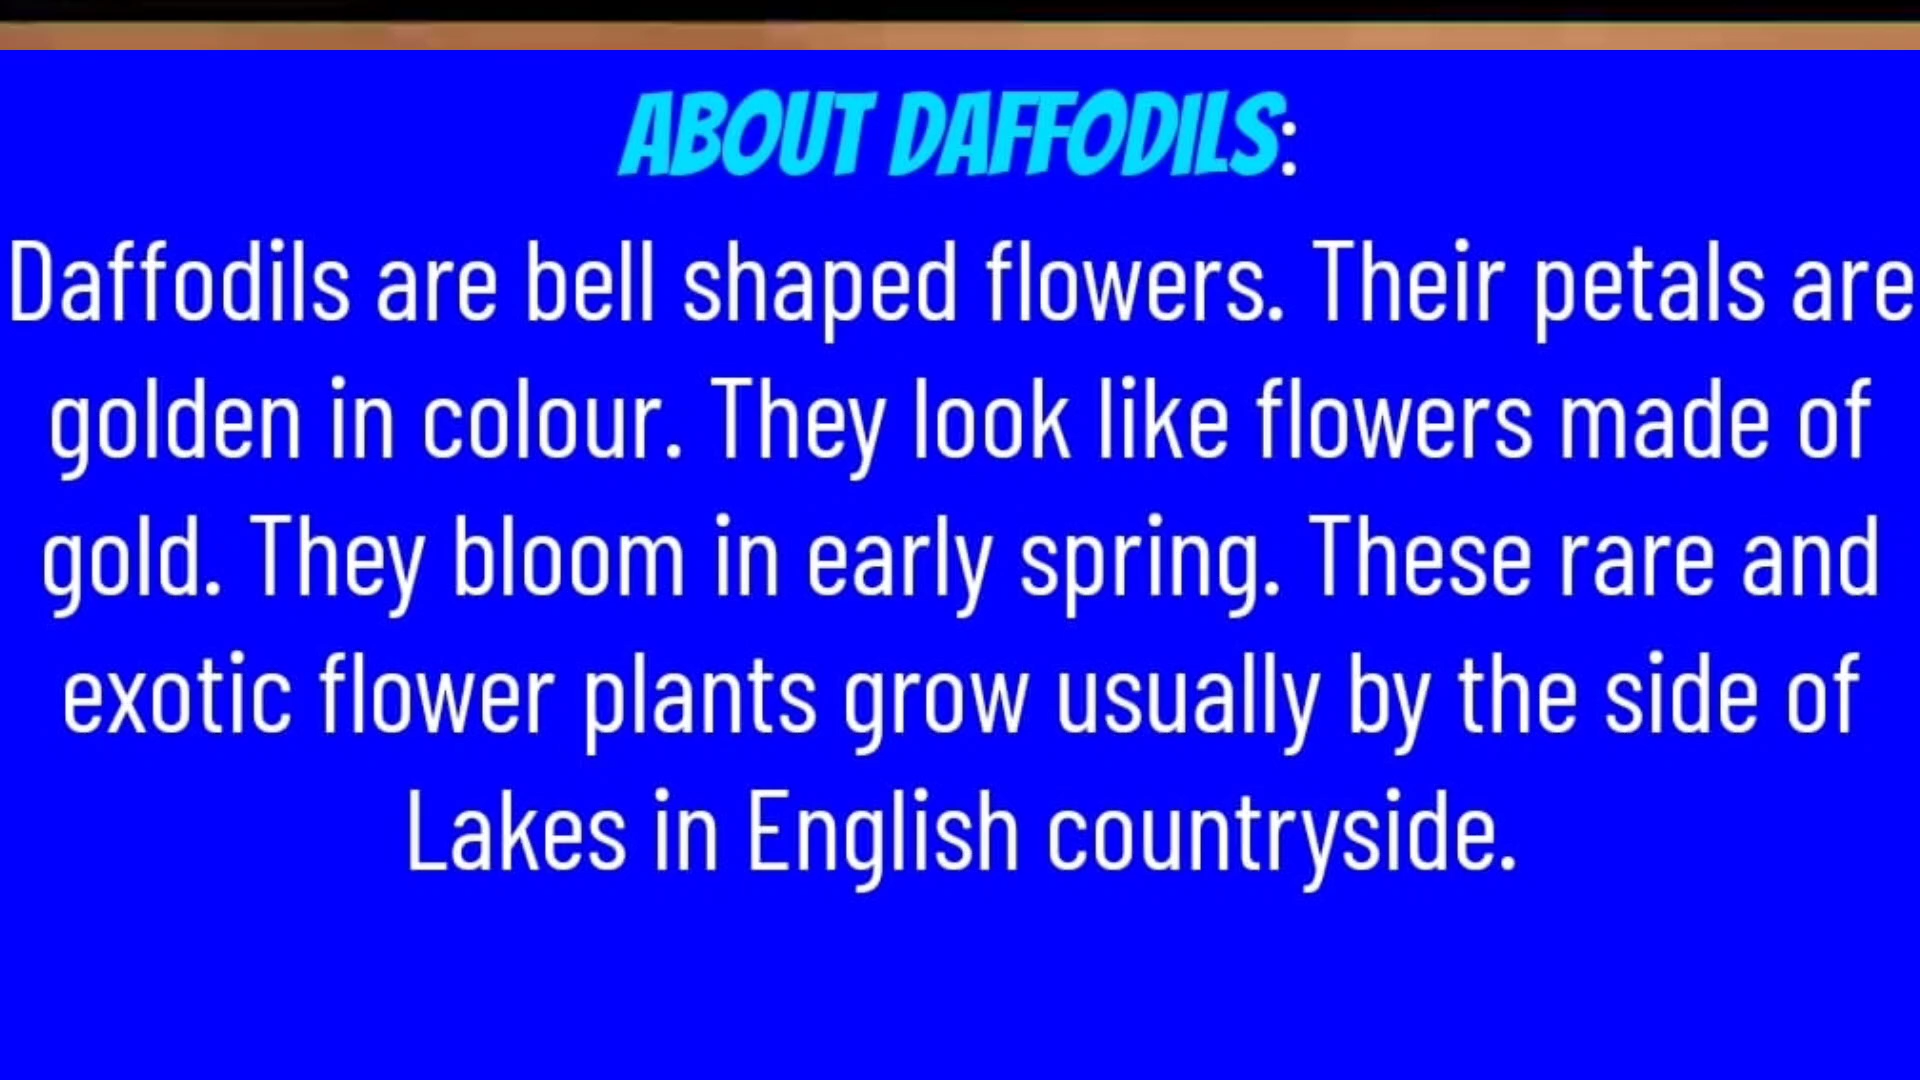 ABOUT DAFFODILS:
Daffodils are bell shaped flowers. Their petals are
golden in colour. They look like flowers made of
gold. They bloom in early spring. These rare and
exotic flower plants grow usually by the side of
Lakes in English countryside.